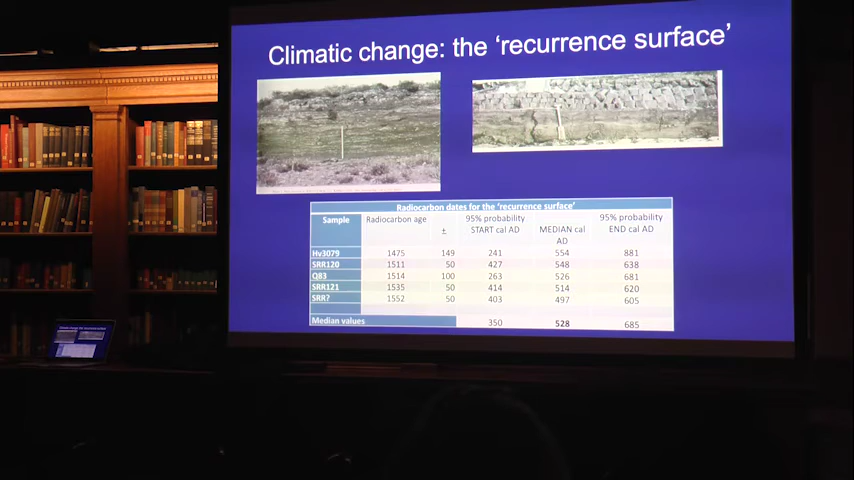 Climatic change: the ‘recurrence surface’
Radiocarbon dates for the ‘recurrence surface’
Sample Radiocarbon age ± 95% probability START cal AD MEDIAN cal AD 95% probability END cal AD
Hv3079 1475 149 241 554 881
SRR120 1511 50 427 548 638
Q83 1514 100 263 526 681
SRR121 1535 50 414 514 620
SRR? 1552 50 403 497 605
Median values 350 528 685